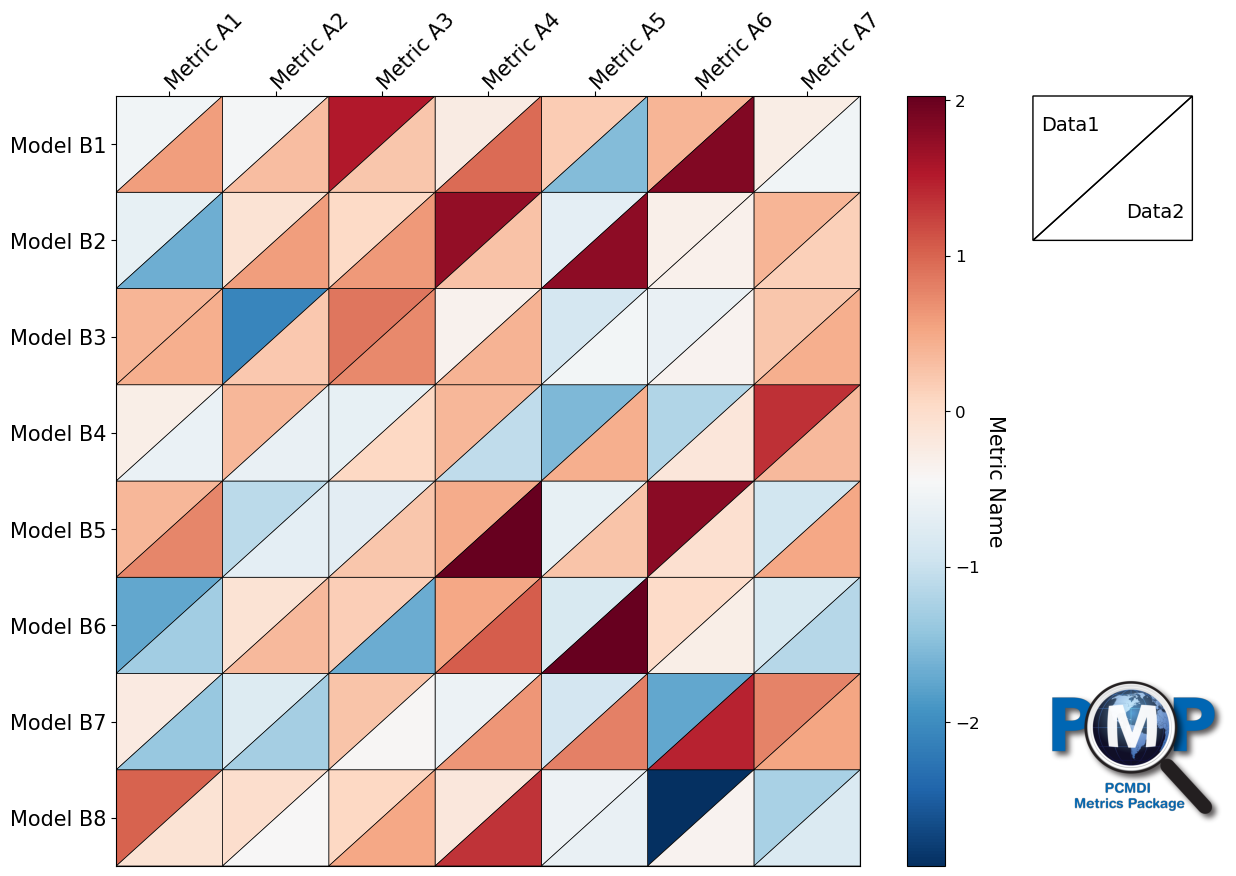 Metric A1
Metric A2
Metric A3
Metric A4
Metric A5
Metric A6
Metric A7
Model B1
Model B2
Model B3
Model B4
Model B5
Model B6
Model B7
Model B8
2
1
0
−1
−2
Metric Name
Data1
Data2
PMP
PCMDI
Metrics Package